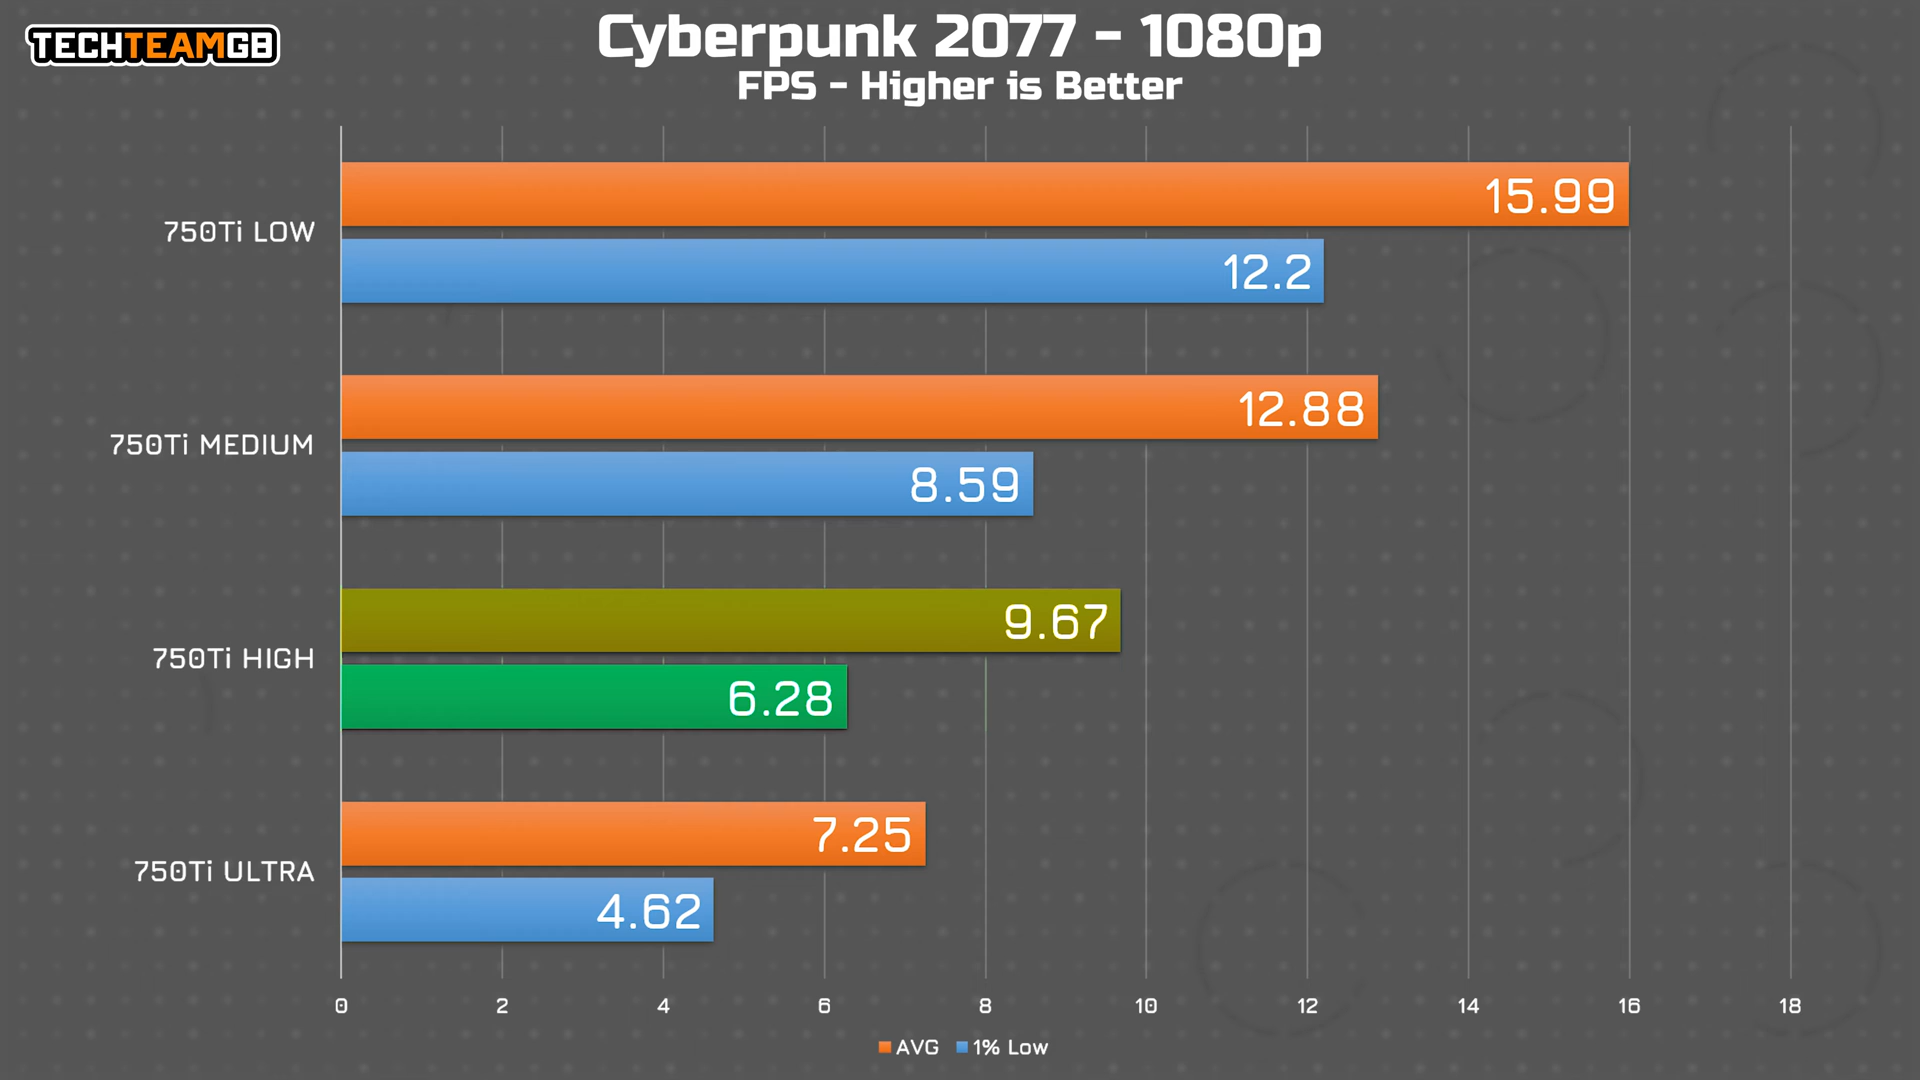 TECHTEAMGB
Cyberpunk 2077 - 1080p
FPS - Higher is Better
750Ti LOW
15.99
12.2
750Ti MEDIUM
12.88
8.59
750Ti HIGH
9.67
6.28
750Ti ULTRA
7.25
4.62
0 2 4 6 8 10 12 14 16 18
AVG 1% Low